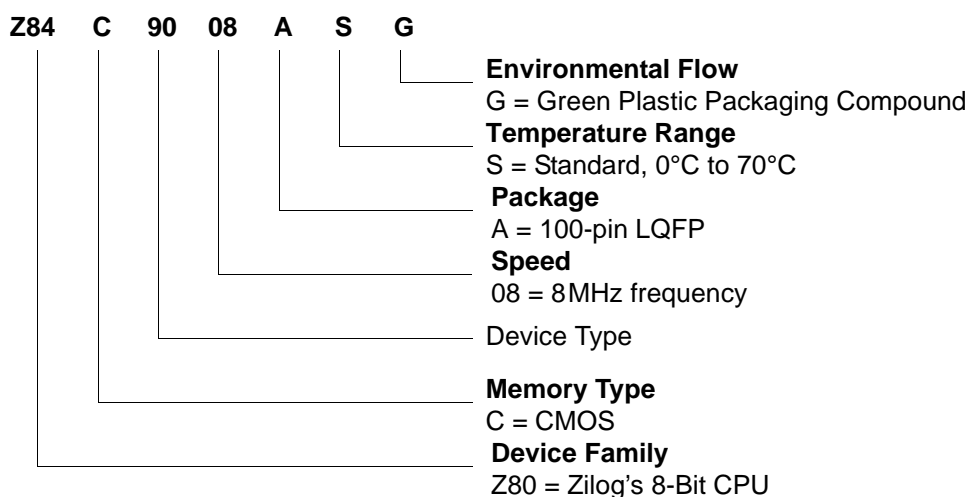 Z84 C 90 08 A S G
Environmental Flow
G = Green Plastic Packaging Compound
Temperature Range
S = Standard, 0°C to 70°C
Package
A = 100-pin LQFP
Speed
08 = 8MHz frequency
Device Type
Memory Type
C = CMOS
Device Family
Z80 = Zilog's 8-Bit CPU